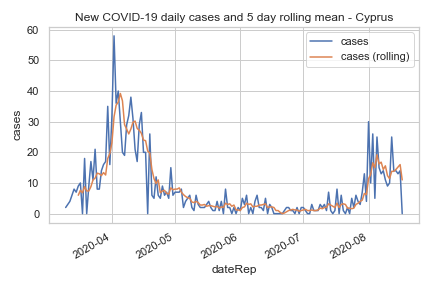 New COVID-19 daily cases and 5 day rolling mean - Cyprus
60
50
40
30
20
10
0
cases
cases
cases (rolling)
2020-04
2020-05
2020-06
2020-07
2020-08
dateRep